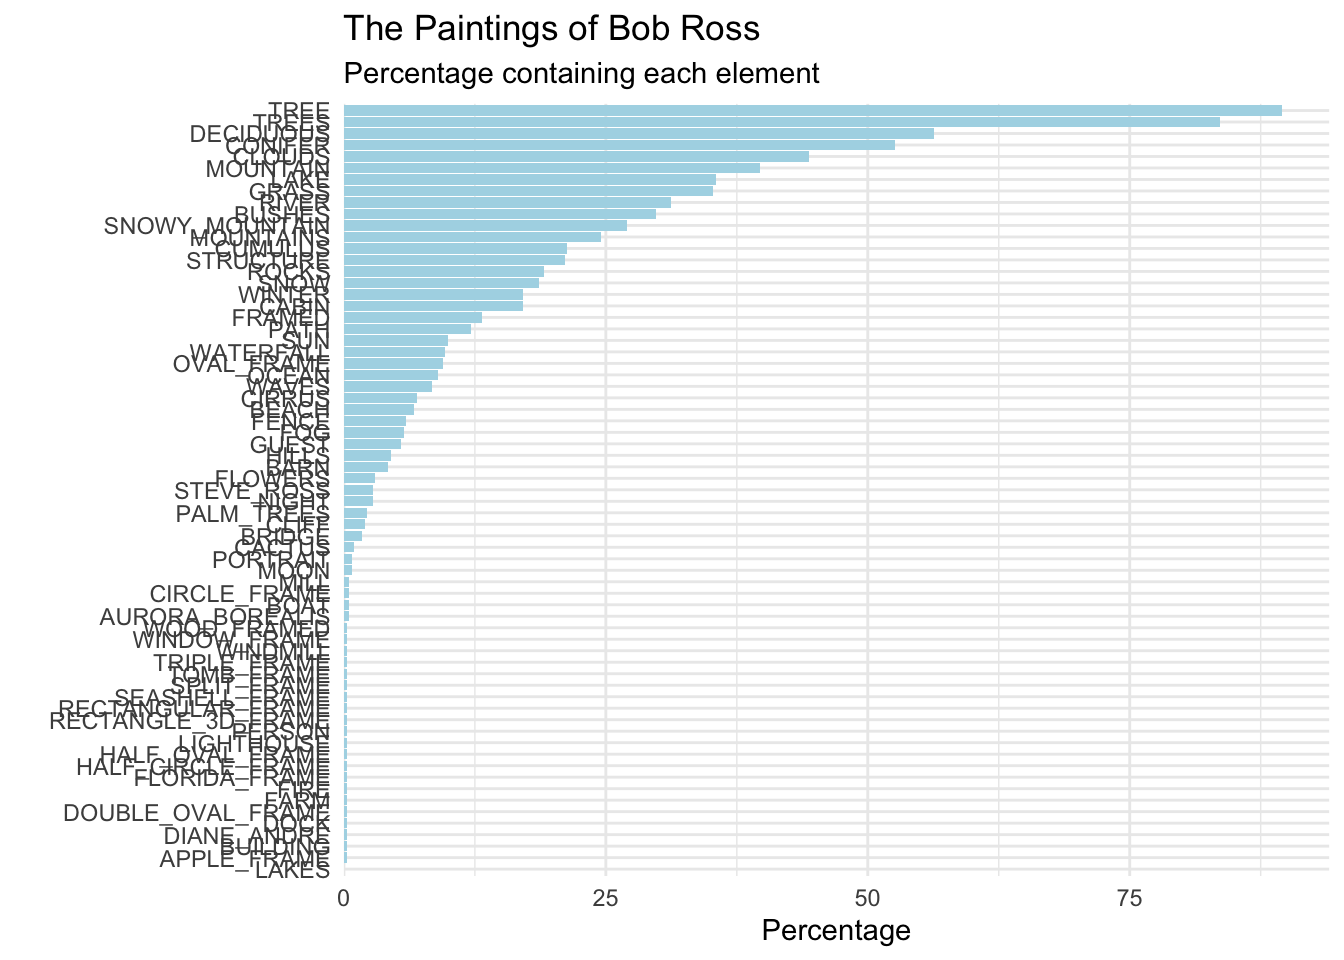 The Paintings of Bob Ross
Percentage containing each element
TREE
TREES
DECIDUOUS
CONIFER
CLOUDS
MOUNTAIN
LAKE
GRASS
RIVER
BUSHES
SNOWY_MOUNTAIN
MOUNTAINS
CUMULUS
STRUCTURE
ROCKS
SNOW
WINTER
CABIN
FRAMED
PATH
SUN
WATERFALL
OVAL_FRAME
OCEAN
WAVES
CIRRUS
BEACH
FENCE
FOG
GUEST
HILLS
BARN
FLOWERS
STEVE_ROSS
NIGHT
PALM_TREES
CLIFF
BRIDGE
CACTUS
PORTRAIT
MOON
MILL
CIRCLE_FRAME
BOAT
AURORA_BOREALIS
WOOD_FRAMED
WINDOW_FRAME
WINDMILL
TRIPLE_FRAME
TOMB_FRAME
SPLIT_FRAME
SEASHELL_FRAME
RECTANGULAR_FRAME
RECTANGLE_3D_FRAME
PERSON
LIGHTHOUSE
HALF_OVAL_FRAME
HALF_CIRCLE_FRAME
FLORIDA_FRAME
FIRE
FARM
DOUBLE_OVAL_FRAME
DOCK
DIANE_ANDRE
BUILDING
APPLE_FRAME
LAKES
0 25 50 75
Percentage